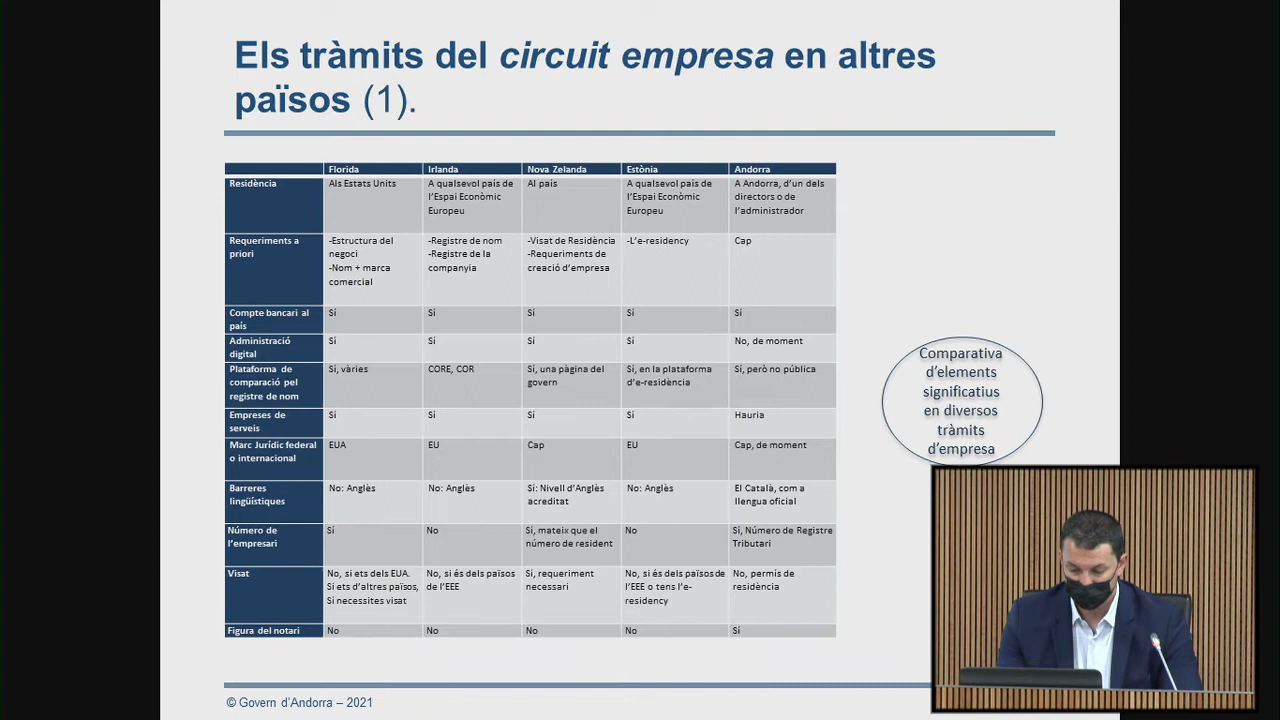 Els tràmits del circuit empresa en altres
països (1).
Florida Irlanda Nova Zelanda Estònia Andorra
Residència
Als Estats Units
A qualsevol país de
l'Espai Econòmic
Europeu
Al país
A qualsevol país de
l'Espai Econòmic
Europeu
A Andorra, d'un dels
directors o de
l'administrador
Requeriments a
priori
-Estructura del
negoci
-Nom + marca
comercial
-Registre de nom
-Registre de la
companyia
-Visat de Residència
-Requeriments de
creació d'empresa
-L'e-residency
Cap
Compte bancari al
país
Sí
Sí
Sí
Sí
Sí
Administració
digital
Sí
Sí
Sí
Sí
No, de moment
Plataforma de
comparació pel
registre de nom
Sí, vàries
CORE, COR
Sí, una pàgina del
govern
Sí, en la plataforma
d'e-residència
Sí, però no pública
Empreses de
serveis
Sí
Sí
Sí
Sí
Hauria
Marc Jurídic federal
o internacional
EUA
EU
Cap
EU
Cap, de moment
Barreres
lingüístiques
No: Anglès
No: Anglès
Sí: Nivell d'Anglès
acreditat
No: Anglès
El Català, com a
llengua oficial
Número de
l'empresari
Sí
No
Sí, mateix que el
número de resident
No
Sí, Número de Registre
Tributari
Visat
No, si ets dels EUA.
Si ets d'altres països,
Sí necessites visat
No, si és dels països
de l'EEE
Sí, requeriment
necessari
No, si és dels països de
l'EEE o tens l'e-
residency
No, permís de
residència
Figura del notari
No
No
No
No
Sí
Comparativa
d'elements
significatius
en diversos
tràmits
d'empresa
© Govern d'Andorra – 2021